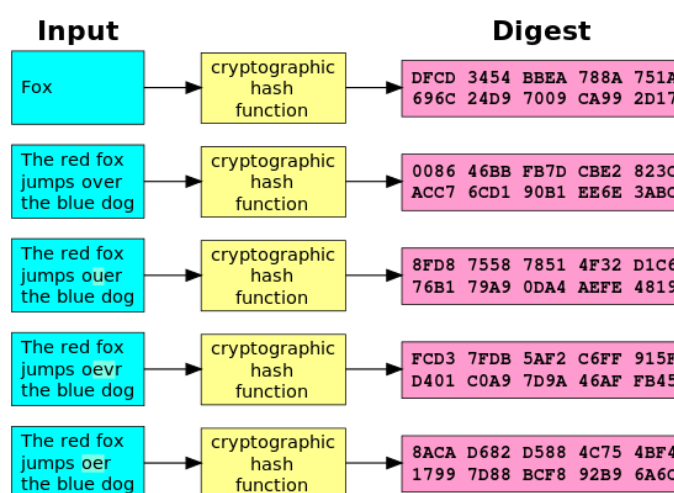 Input
Digest
Fox
cryptographic
hash
function
DFCD 3454 BBEA 788A 751A
696C 24D9 7009 CA99 2D17
The red fox
jumps over
the blue dog
cryptographic
hash
function
0086 46BB FB7D CBE2 823C
ACC7 6CD1 90B1 EE6E 3ABC
The red fox
jumps ouer
the blue dog
cryptographic
hash
function
8FD8 7558 7851 4F32 D1C6
76B1 79A9 0DA4 AEFE 4819
The red fox
jumps oevr
the blue dog
cryptographic
hash
function
FCD3 7FDB 5AF2 C6FF 915F
D401 C0A9 7D9A 46AF FB45
The red fox
jumps oer
the blue dog
cryptographic
hash
function
8ACA D682 D588 4C75 4BF4
1799 7D88 BCF8 92B9 6A6C